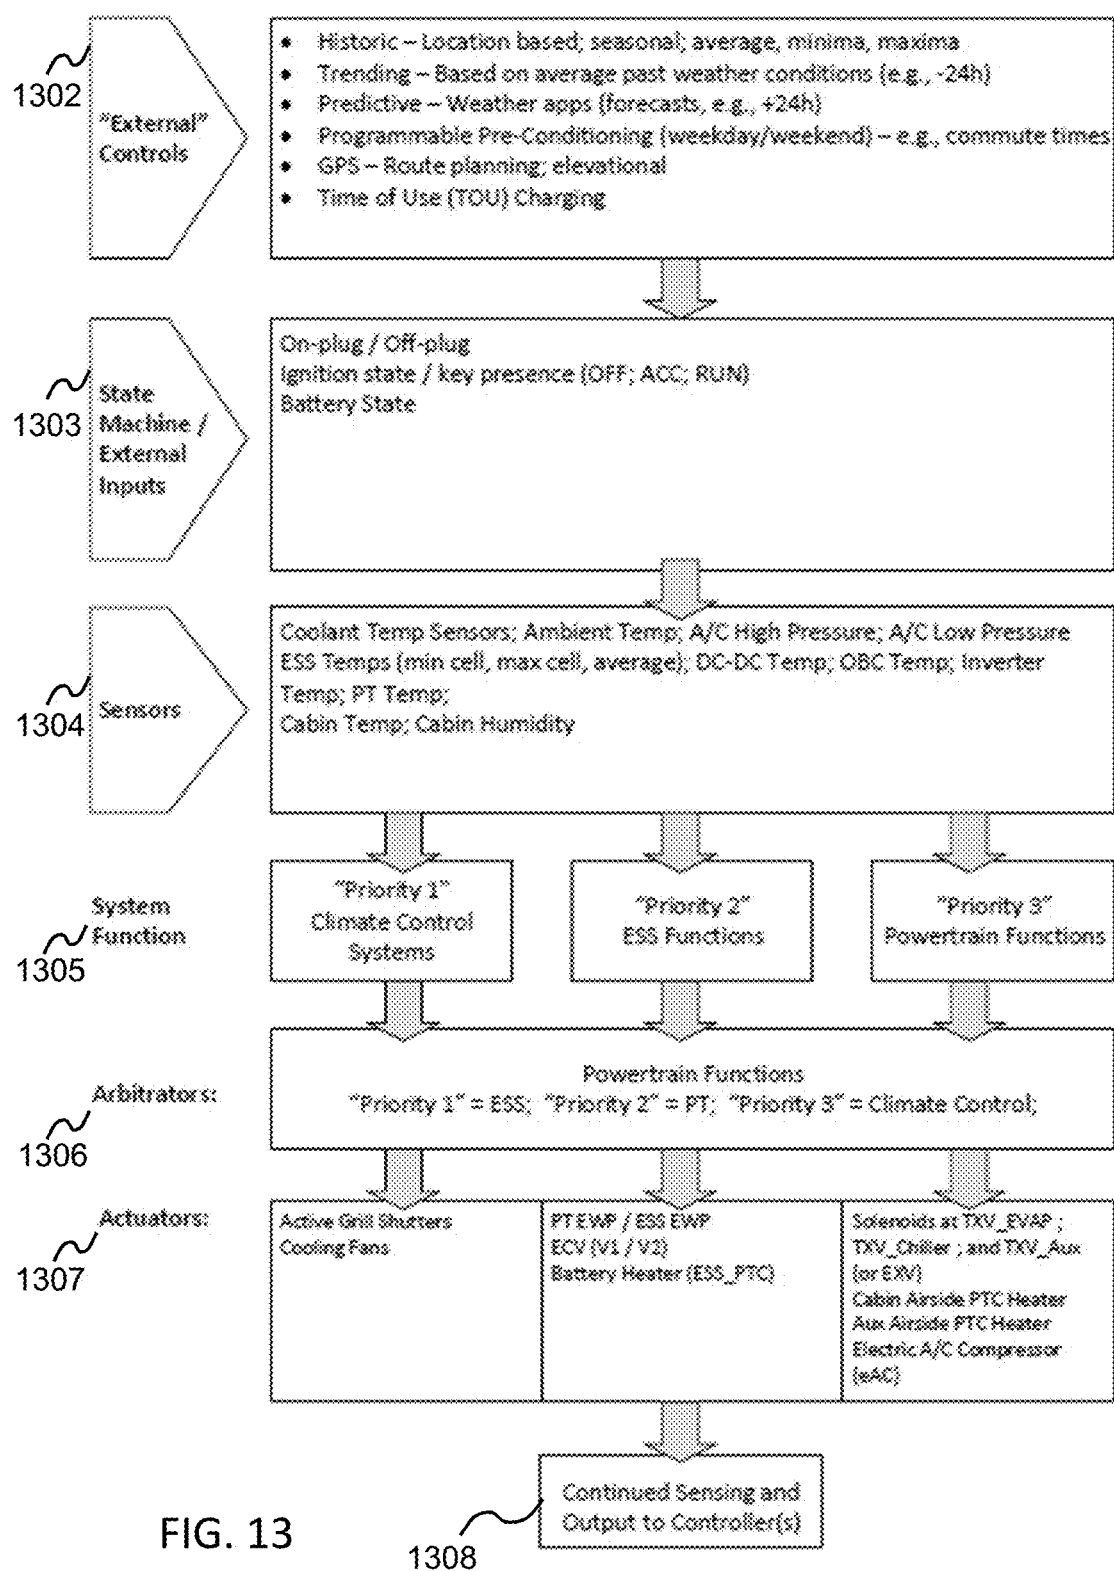 1302
"External"
Controls
• Historic – Location based; seasonal; average, minima, maxima
• Trending – Based on average past weather conditions (e.g., -24h)
• Predictive – Weather apps (forecasts, e.g., +24h)
• Programmable Pre-Conditioning (weekday/weekend) – e.g., commute times
• GPS – Route planning; elevational
• Time of Use (TOU) Charging
1303
State
Machine /
External
Inputs
On-plug / Off-plug
Ignition state / key presence (OFF; ACC; RUN)
Battery State
1304
Sensors
Coolant Temp Sensors; Ambient Temp; A/C High Pressure; A/C Low Pressure
ESS Temps (min cell, max cell, average); DC-DC Temp; OBC Temp; Inverter
Temp; PT Temp;
Cabin Temp; Cabin Humidity
System
Function
1305
"Priority 1"
Climate Control
Systems
"Priority 2"
ESS Functions
"Priority 3"
Powertrain Functions
Arbitrators:
1306
Powertrain Functions
"Priority 1" = ESS; "Priority 2" = PT; "Priority 3" = Climate Control;
Actuators:
1307
Active Grill Shutters
Cooling Fans
PT EWP / ESS EWP
ECV (V1 / V2)
Battery Heater (ESS_PTC)
Solenoids at TXV_EVAP ;
TXV_Chiller ; and TXV_Aux
(or EXV)
Cabin Airside PTC Heater
Aux Airside PTC Heater
Electric A/C Compressor
(eAC)
Continued Sensing and
Output to Controller(s)
1308
FIG. 13